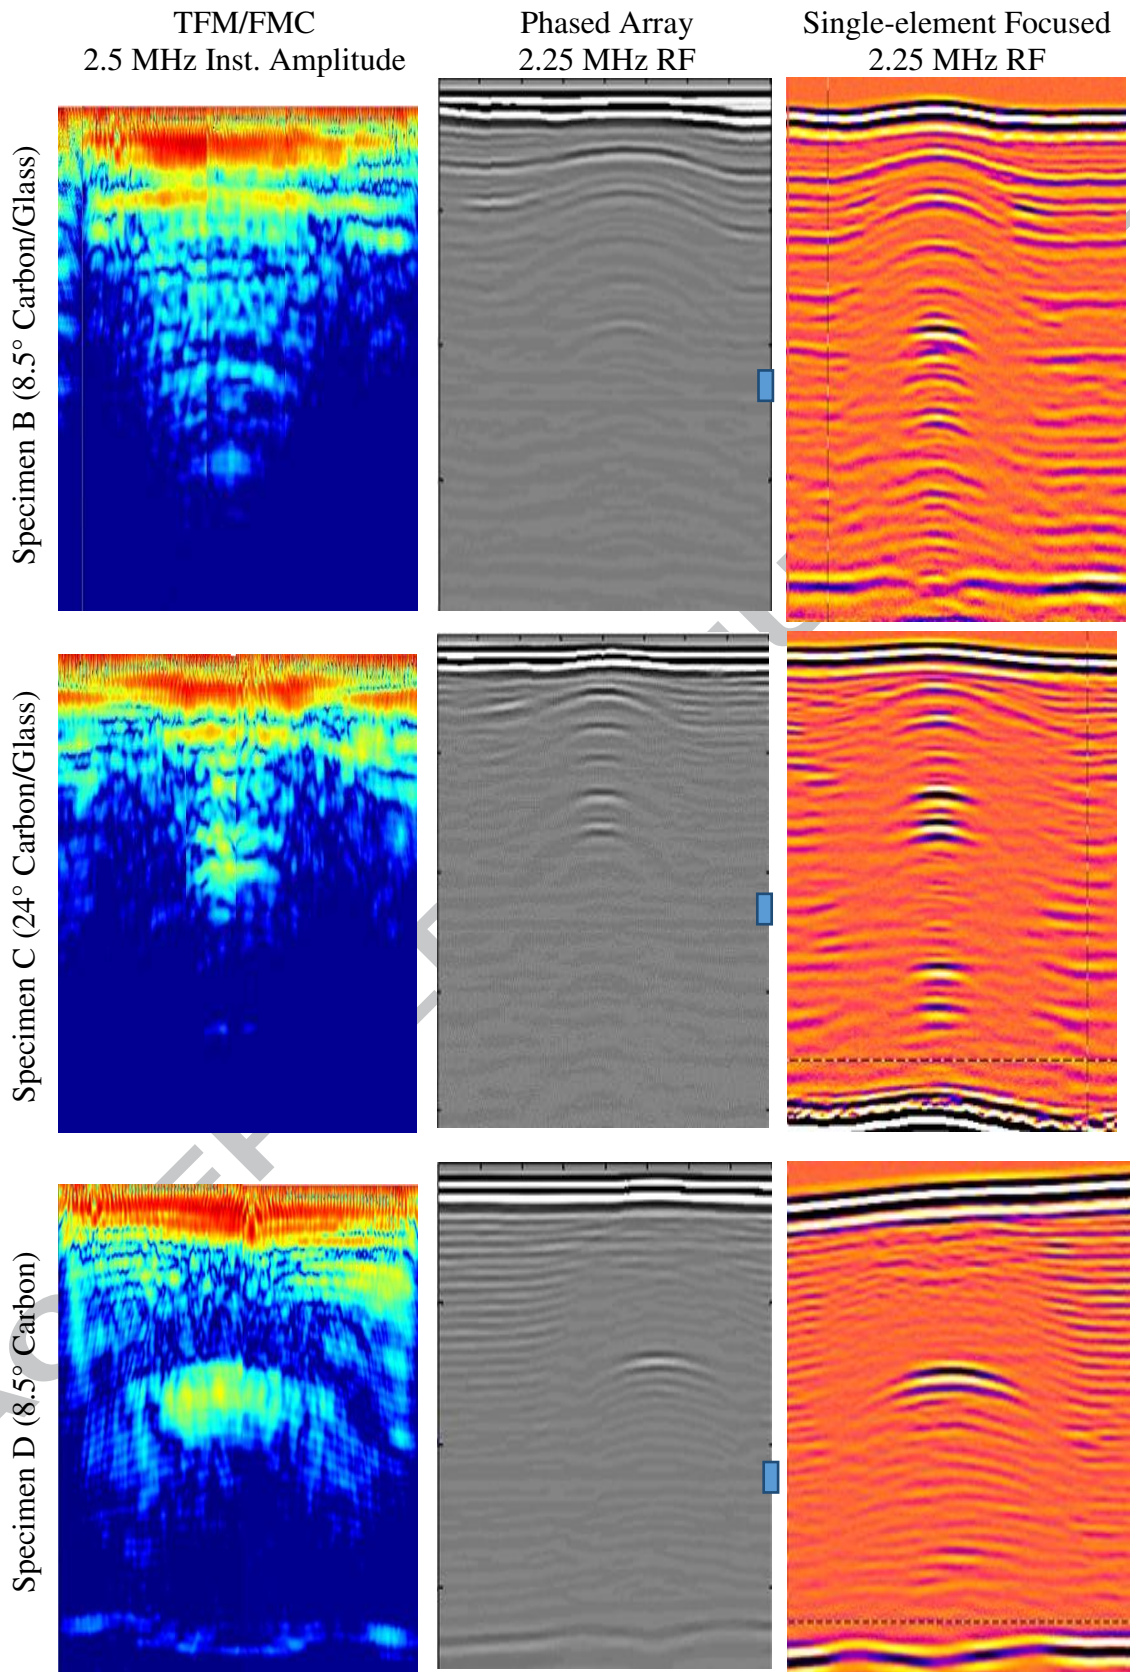 TFM/FMC
2.5 MHz Inst. Amplitude
Phased Array
2.25 MHz RF
Single-element Focused
2.25 MHz RF
Specimen B (8.5° Carbon/Glass)
Specimen C (24° Carbon/Glass)
Specimen D (8.5° Carbon)